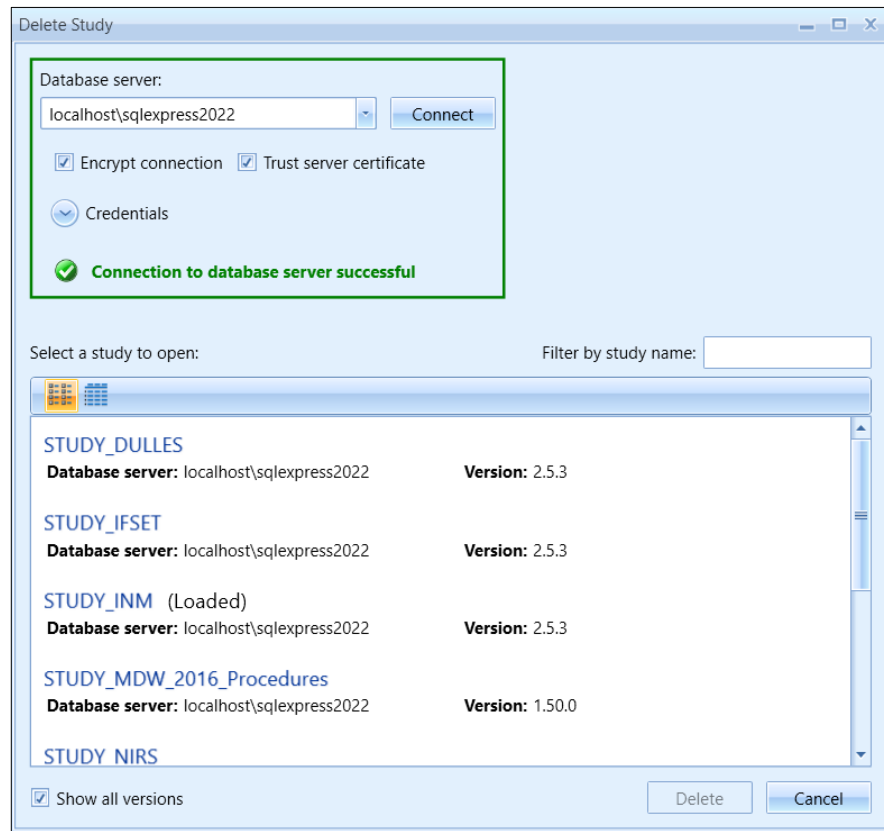 Delete Study
Database server:
localhost\sqlexpress2022
Connect
Encrypt connection Trust server certificate
Credentials
Connection to database server successful
Select a study to open: Filter by study name:
STUDY_DULLES
Database server: localhost\sqlexpress2022 Version: 2.5.3
STUDY_IFSET
Database server: localhost\sqlexpress2022 Version: 2.5.3
STUDY_INM (Loaded)
Database server: localhost\sqlexpress2022 Version: 2.5.3
STUDY_MDW_2016_Procedures
Database server: localhost\sqlexpress2022 Version: 1.50.0
STUDY_NIRS
Show all versions Delete Cancel